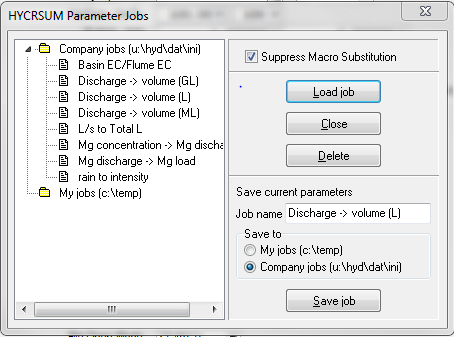 HYCRSUM Parameter Jobs
Company jobs (u:\hyd\dat\ini)
Basin EC/Flume EC
Discharge -> volume (GL)
Discharge -> volume (L)
Discharge -> volume (ML)
L/s to Total L
Mg concentration -> Mg discha
Mg discharge -> Mg load
rain to intensity
My jobs (c:\temp)
Suppress Macro Substitution
Load job
Close
Delete
Save current parameters
Job name Discharge -> volume (L)
Save to
My jobs (c:\temp)
Company jobs (u:\hyd\dat\ini)
Save job